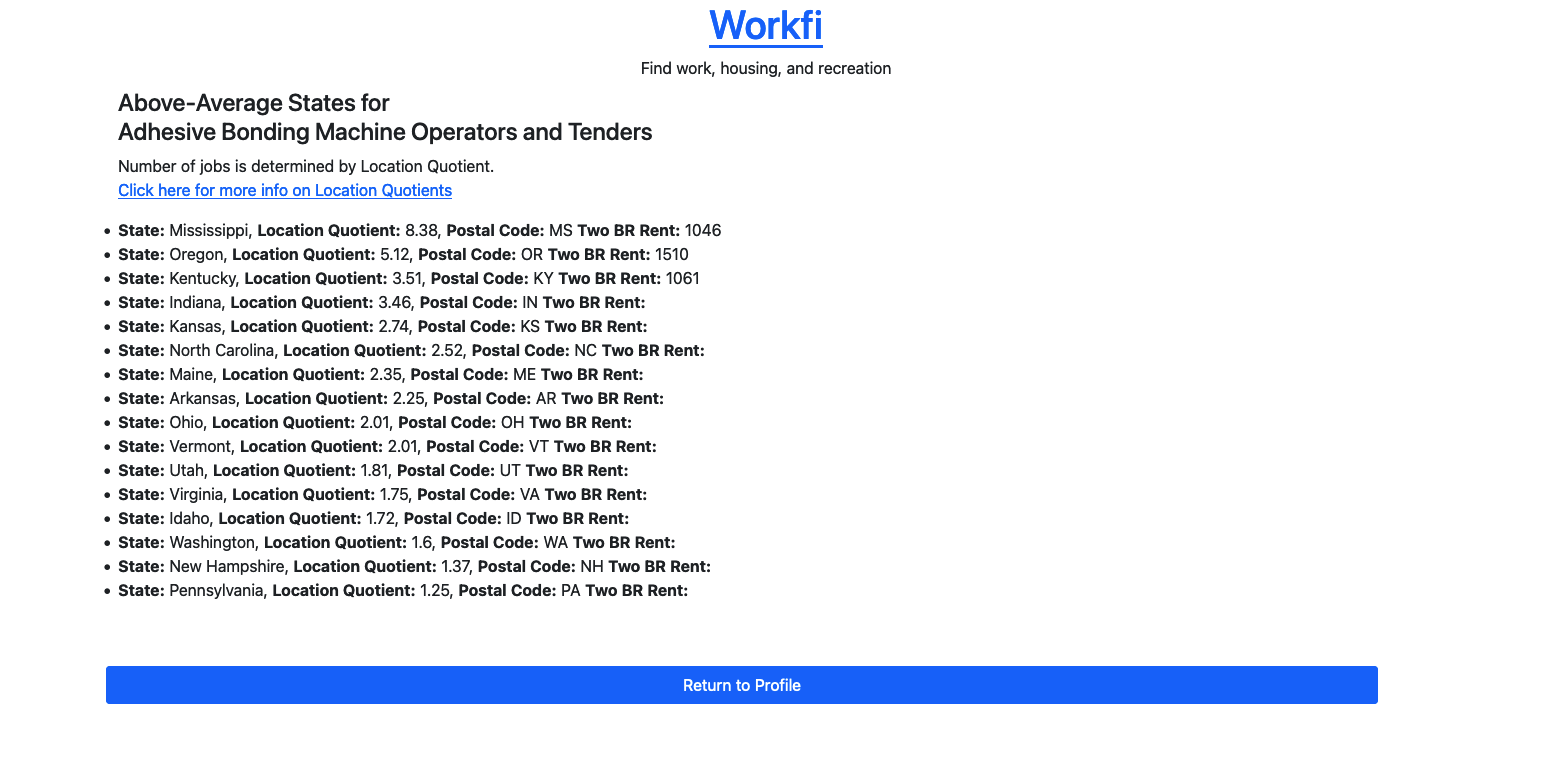 Workfi
Find work, housing, and recreation
Above-Average States for
Adhesive Bonding Machine Operators and Tenders
Number of jobs is determined by Location Quotient.
Click here for more info on Location Quotients
• State: Mississippi, Location Quotient: 8.38, Postal Code: MS Two BR Rent: 1046
• State: Oregon, Location Quotient: 5.12, Postal Code: OR Two BR Rent: 1510
• State: Kentucky, Location Quotient: 3.51, Postal Code: KY Two BR Rent: 1061
• State: Indiana, Location Quotient: 3.46, Postal Code: IN Two BR Rent:
• State: Kansas, Location Quotient: 2.74, Postal Code: KS Two BR Rent:
• State: North Carolina, Location Quotient: 2.52, Postal Code: NC Two BR Rent:
• State: Maine, Location Quotient: 2.35, Postal Code: ME Two BR Rent:
• State: Arkansas, Location Quotient: 2.25, Postal Code: AR Two BR Rent:
• State: Ohio, Location Quotient: 2.01, Postal Code: OH Two BR Rent:
• State: Vermont, Location Quotient: 2.01, Postal Code: VT Two BR Rent:
• State: Utah, Location Quotient: 1.81, Postal Code: UT Two BR Rent:
• State: Virginia, Location Quotient: 1.75, Postal Code: VA Two BR Rent:
• State: Idaho, Location Quotient: 1.72, Postal Code: ID Two BR Rent:
• State: Washington, Location Quotient: 1.6, Postal Code: WA Two BR Rent:
• State: New Hampshire, Location Quotient: 1.37, Postal Code: NH Two BR Rent:
• State: Pennsylvania, Location Quotient: 1.25, Postal Code: PA Two BR Rent:
Return to Profile